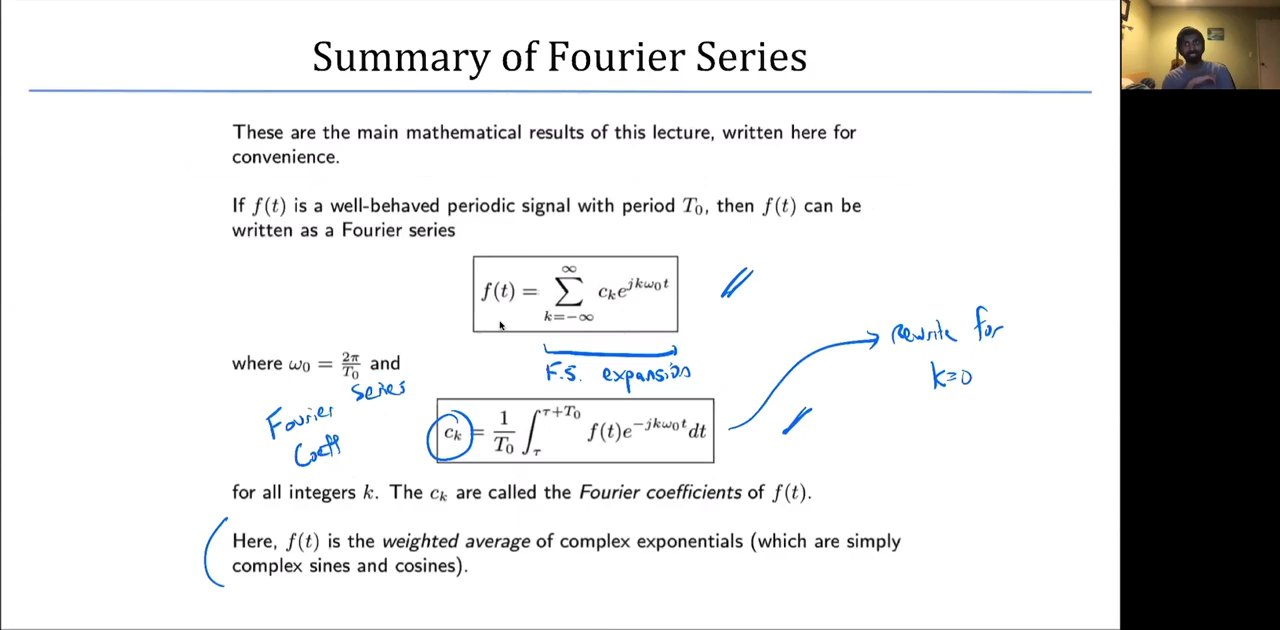 Summary of Fourier Series
These are the main mathematical results of this lecture, written here for
convenience.
If f(t) is a well-behaved periodic signal with period T₀, then f(t) can be
written as a Fourier series
f(t) = ∑_{k=−∞}^{∞} c_k e^{jkω₀t}
rewrite for
k=0
where ω₀ = 2π/T₀ and
F.S. expansion
Fourier Series
Coeff
c_k = 1/T₀ ∫_τ^{τ+T₀} f(t)e^{−jkω₀t} dt
for all integers k. The c_k are called the Fourier coefficients of f(t).
Here, f(t) is the weighted average of complex exponentials (which are simply
complex sines and cosines).